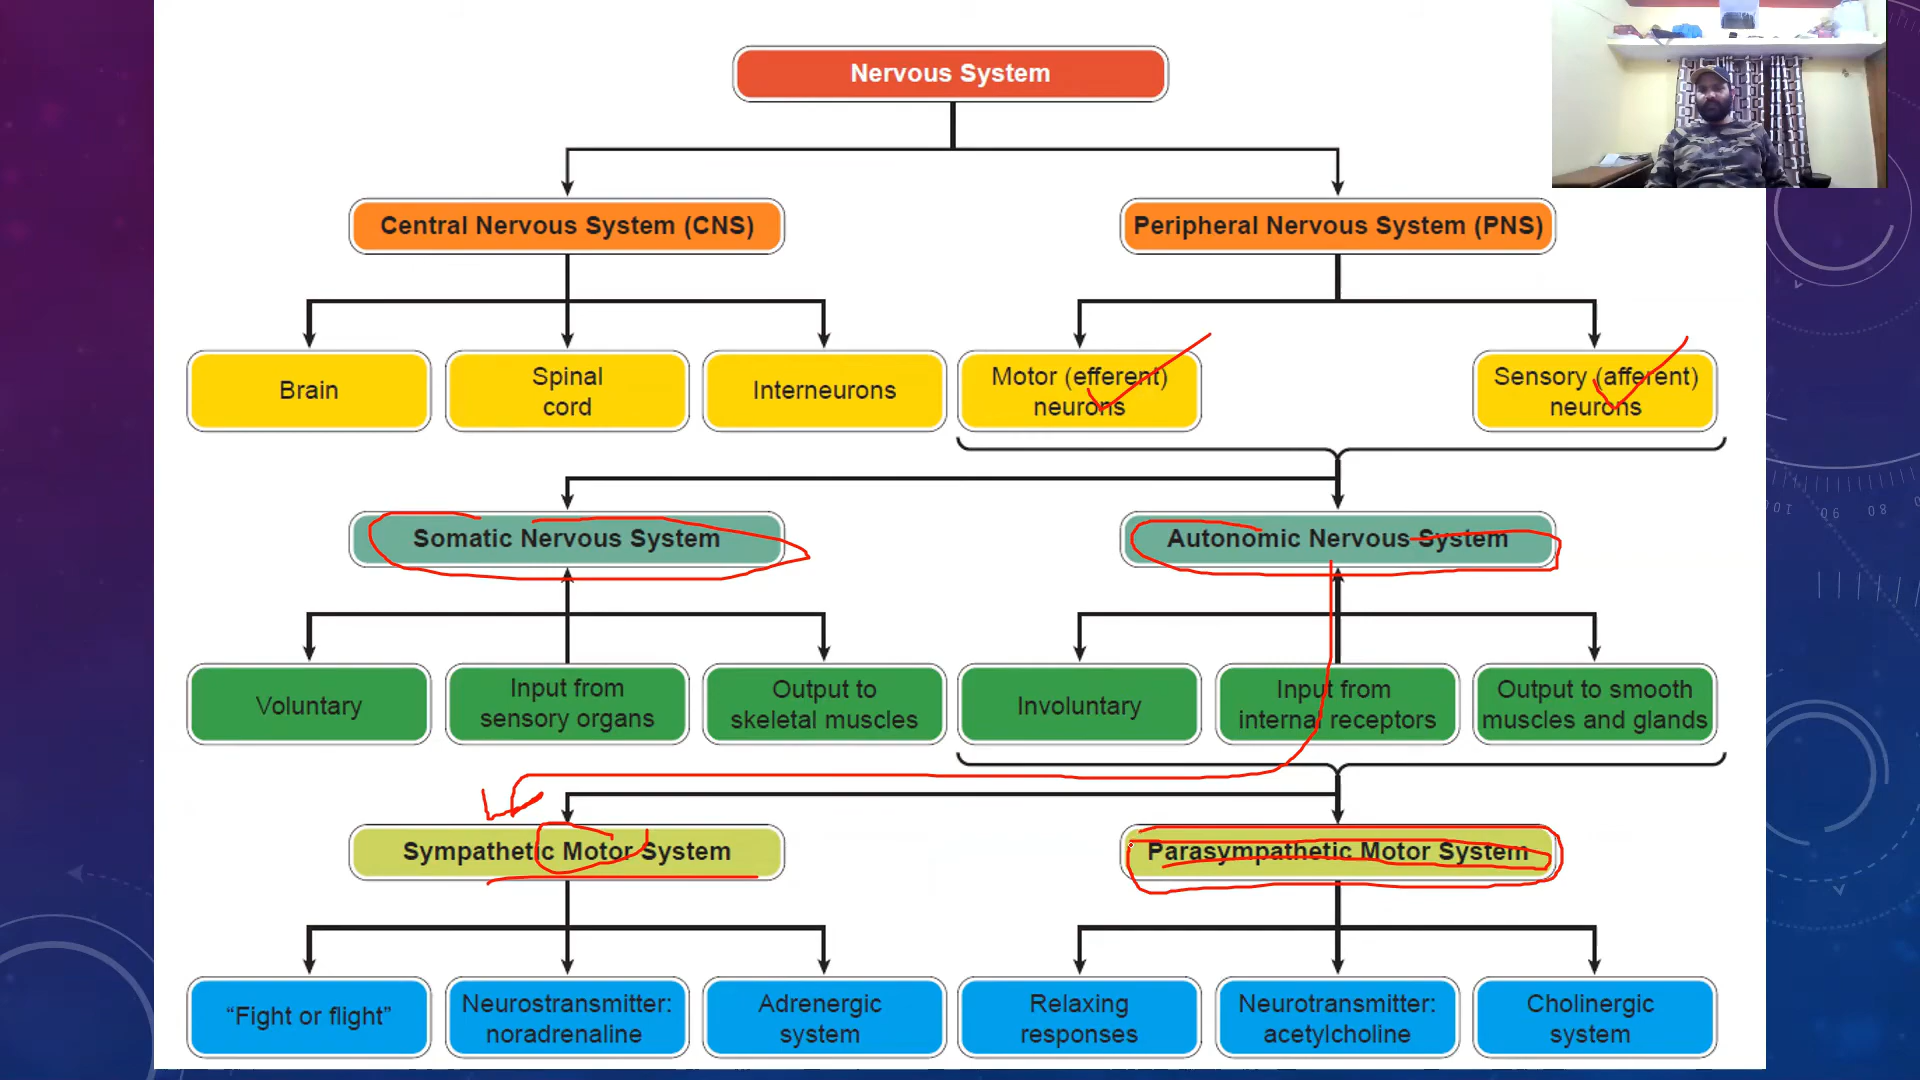 Nervous System
Central Nervous System (CNS)
Peripheral Nervous System (PNS)
Brain
Spinal
cord
Interneurons
Motor (efferent)
neurons
Sensory (afferent)
neurons
Somatic Nervous System
Autonomic Nervous System
Voluntary
Input from
sensory organs
Output to
skeletal muscles
Involuntary
Input from
internal receptors
Output to smooth
muscles and glands
Sympathetic Motor System
Parasympathetic Motor System
“Fight or flight”
Neurostransmitter:
noradrenaline
Adrenergic
system
Relaxing
responses
Neurotransmitter:
acetylcholine
Cholinergic
system